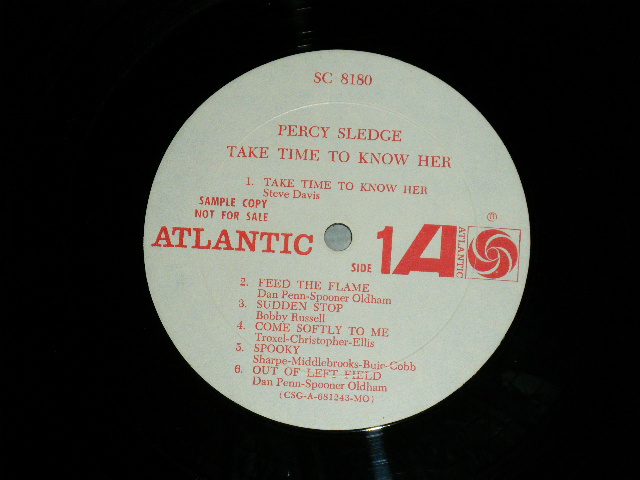 SC 8180
PERCY SLEDGE
TAKE TIME TO KNOW HER
1. TAKE TIME TO KNOW HER
Steve Davis
SAMPLE COPY
NOT FOR SALE
ATLANTIC
SIDE 1
A ATLANTIC
2. FEED THE FLAME
Dan Penn-Spooner Oldham
3. SUDDEN STOP
Bobby Russell
4. COME SOFTLY TO ME
Troxel-Christopher-Ellis
5. SPOOKY
Sharpe-Middlebrooks-Buie-Cobb
6. OUT OF LEFT FIELD
Dan Penn-Spooner Oldham
(CSG-A-681243-MO)